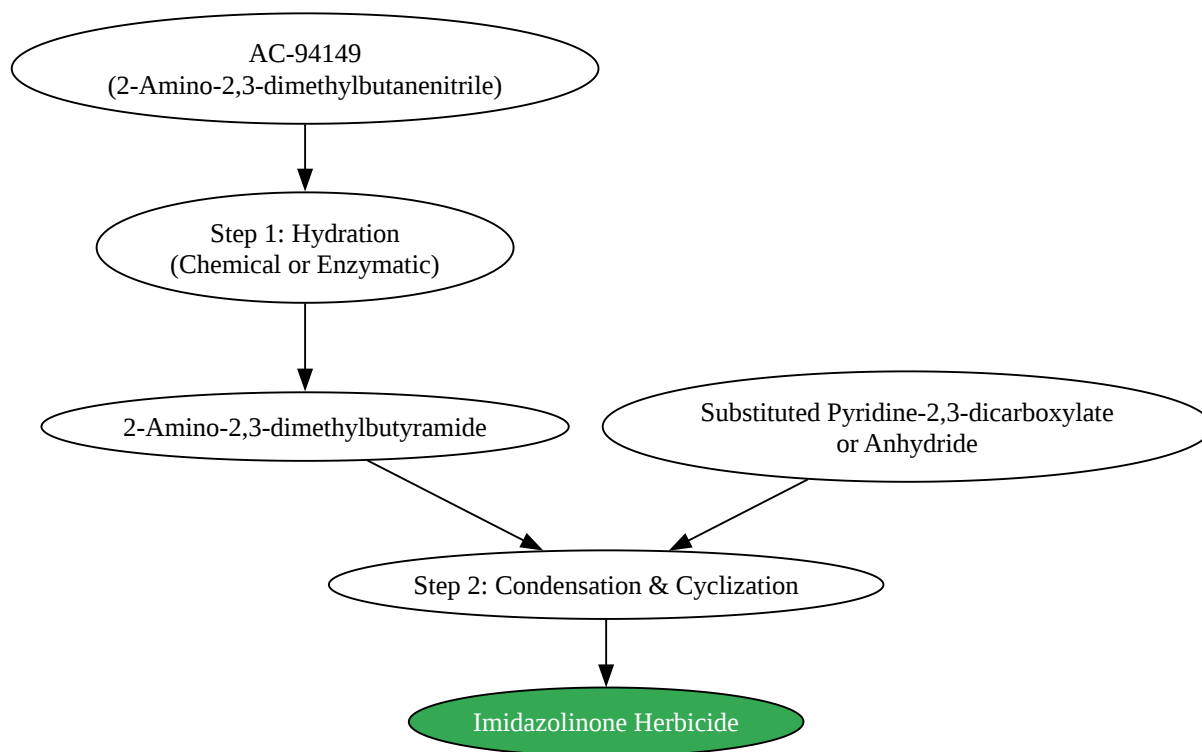 AC-94149
(2-Amino-2,3-dimethylbutanenitrile)
Step 1: Hydration
(Chemical or Enzymatic)
2-Amino-2,3-dimethylbutyramide
Substituted Pyridine-2,3-dicarboxylate
or Anhydride
Step 2: Condensation & Cyclization
Imidazolinone Herbicide